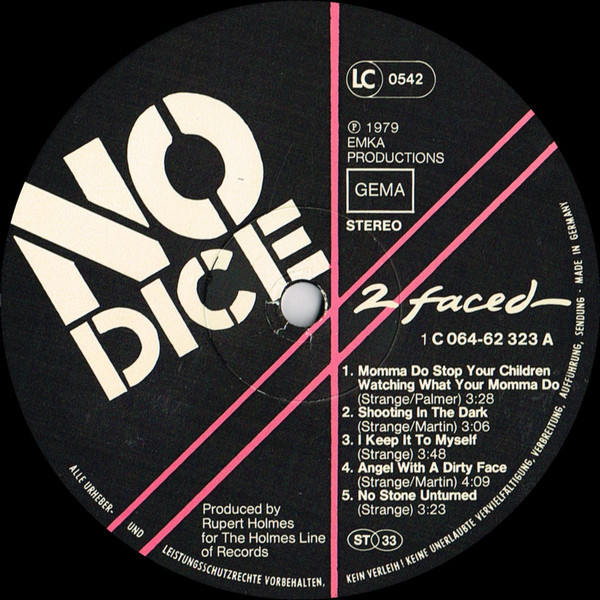 NO
DICE
LC 0542
℗ 1979
EMKA
PRODUCTIONS
GEMA
STEREO
2 faced
1 C 064-62 323 A
1. Momma Do Stop Your Children
Watching What Your Momma Do
(Strange/Palmer) 3:28
2. Shooting In The Dark
(Strange/Martin) 3:06
3. I Keep It To Myself
(Strange) 3:48
4. Angel With A Dirty Face
(Strange/Martin) 4:09
5. No Stone Unturned
(Strange) 3:23
ST 33
Produced by
Rupert Holmes
for The Holmes Line
of Records
ALLE URHEBER- UND LEISTUNGSSCHUTZRECHTE VORBEHALTEN, KEIN VERLEIH! KEINE UNERLAUBTE VERVIELFÄLTIGUNG, VERBREITUNG, AUFFÜHRUNG, SENDUNG · MADE IN GERMANY